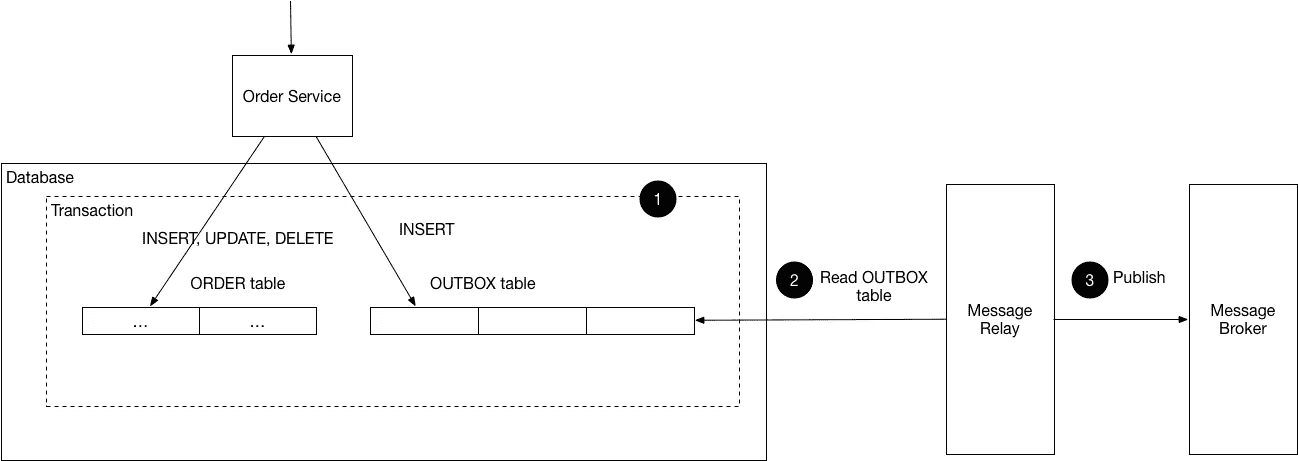 Order Service
Database
Transaction
1
INSERT, UPDATE, DELETE
INSERT
ORDER table
OUTBOX table
...
...
2
Read OUTBOX
table
Message
Relay
3
Publish
Message
Broker